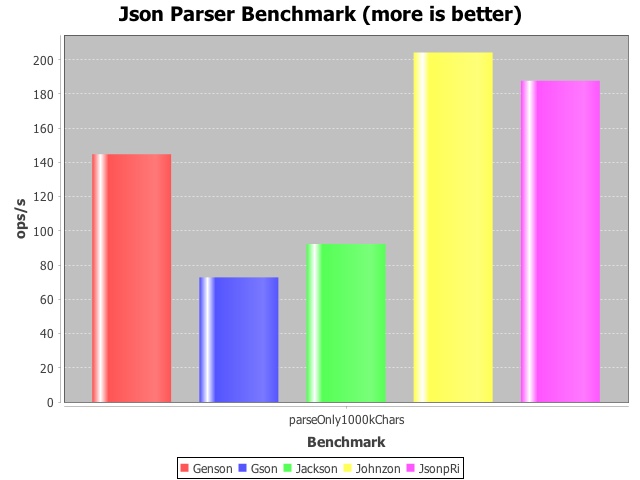 Json Parser Benchmark (more is better)
ops/s
200
180
160
140
120
100
80
60
40
20
0
parseOnly1000kChars
Benchmark
Genson Gson Jackson Johnzon JsonpRi